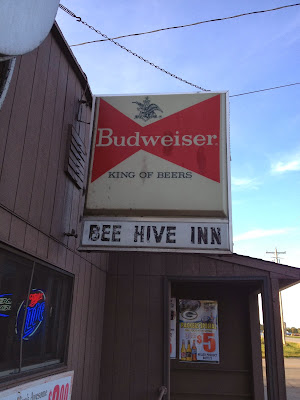 Budweiser
KING OF BEERS
BEE HIVE INN
$5